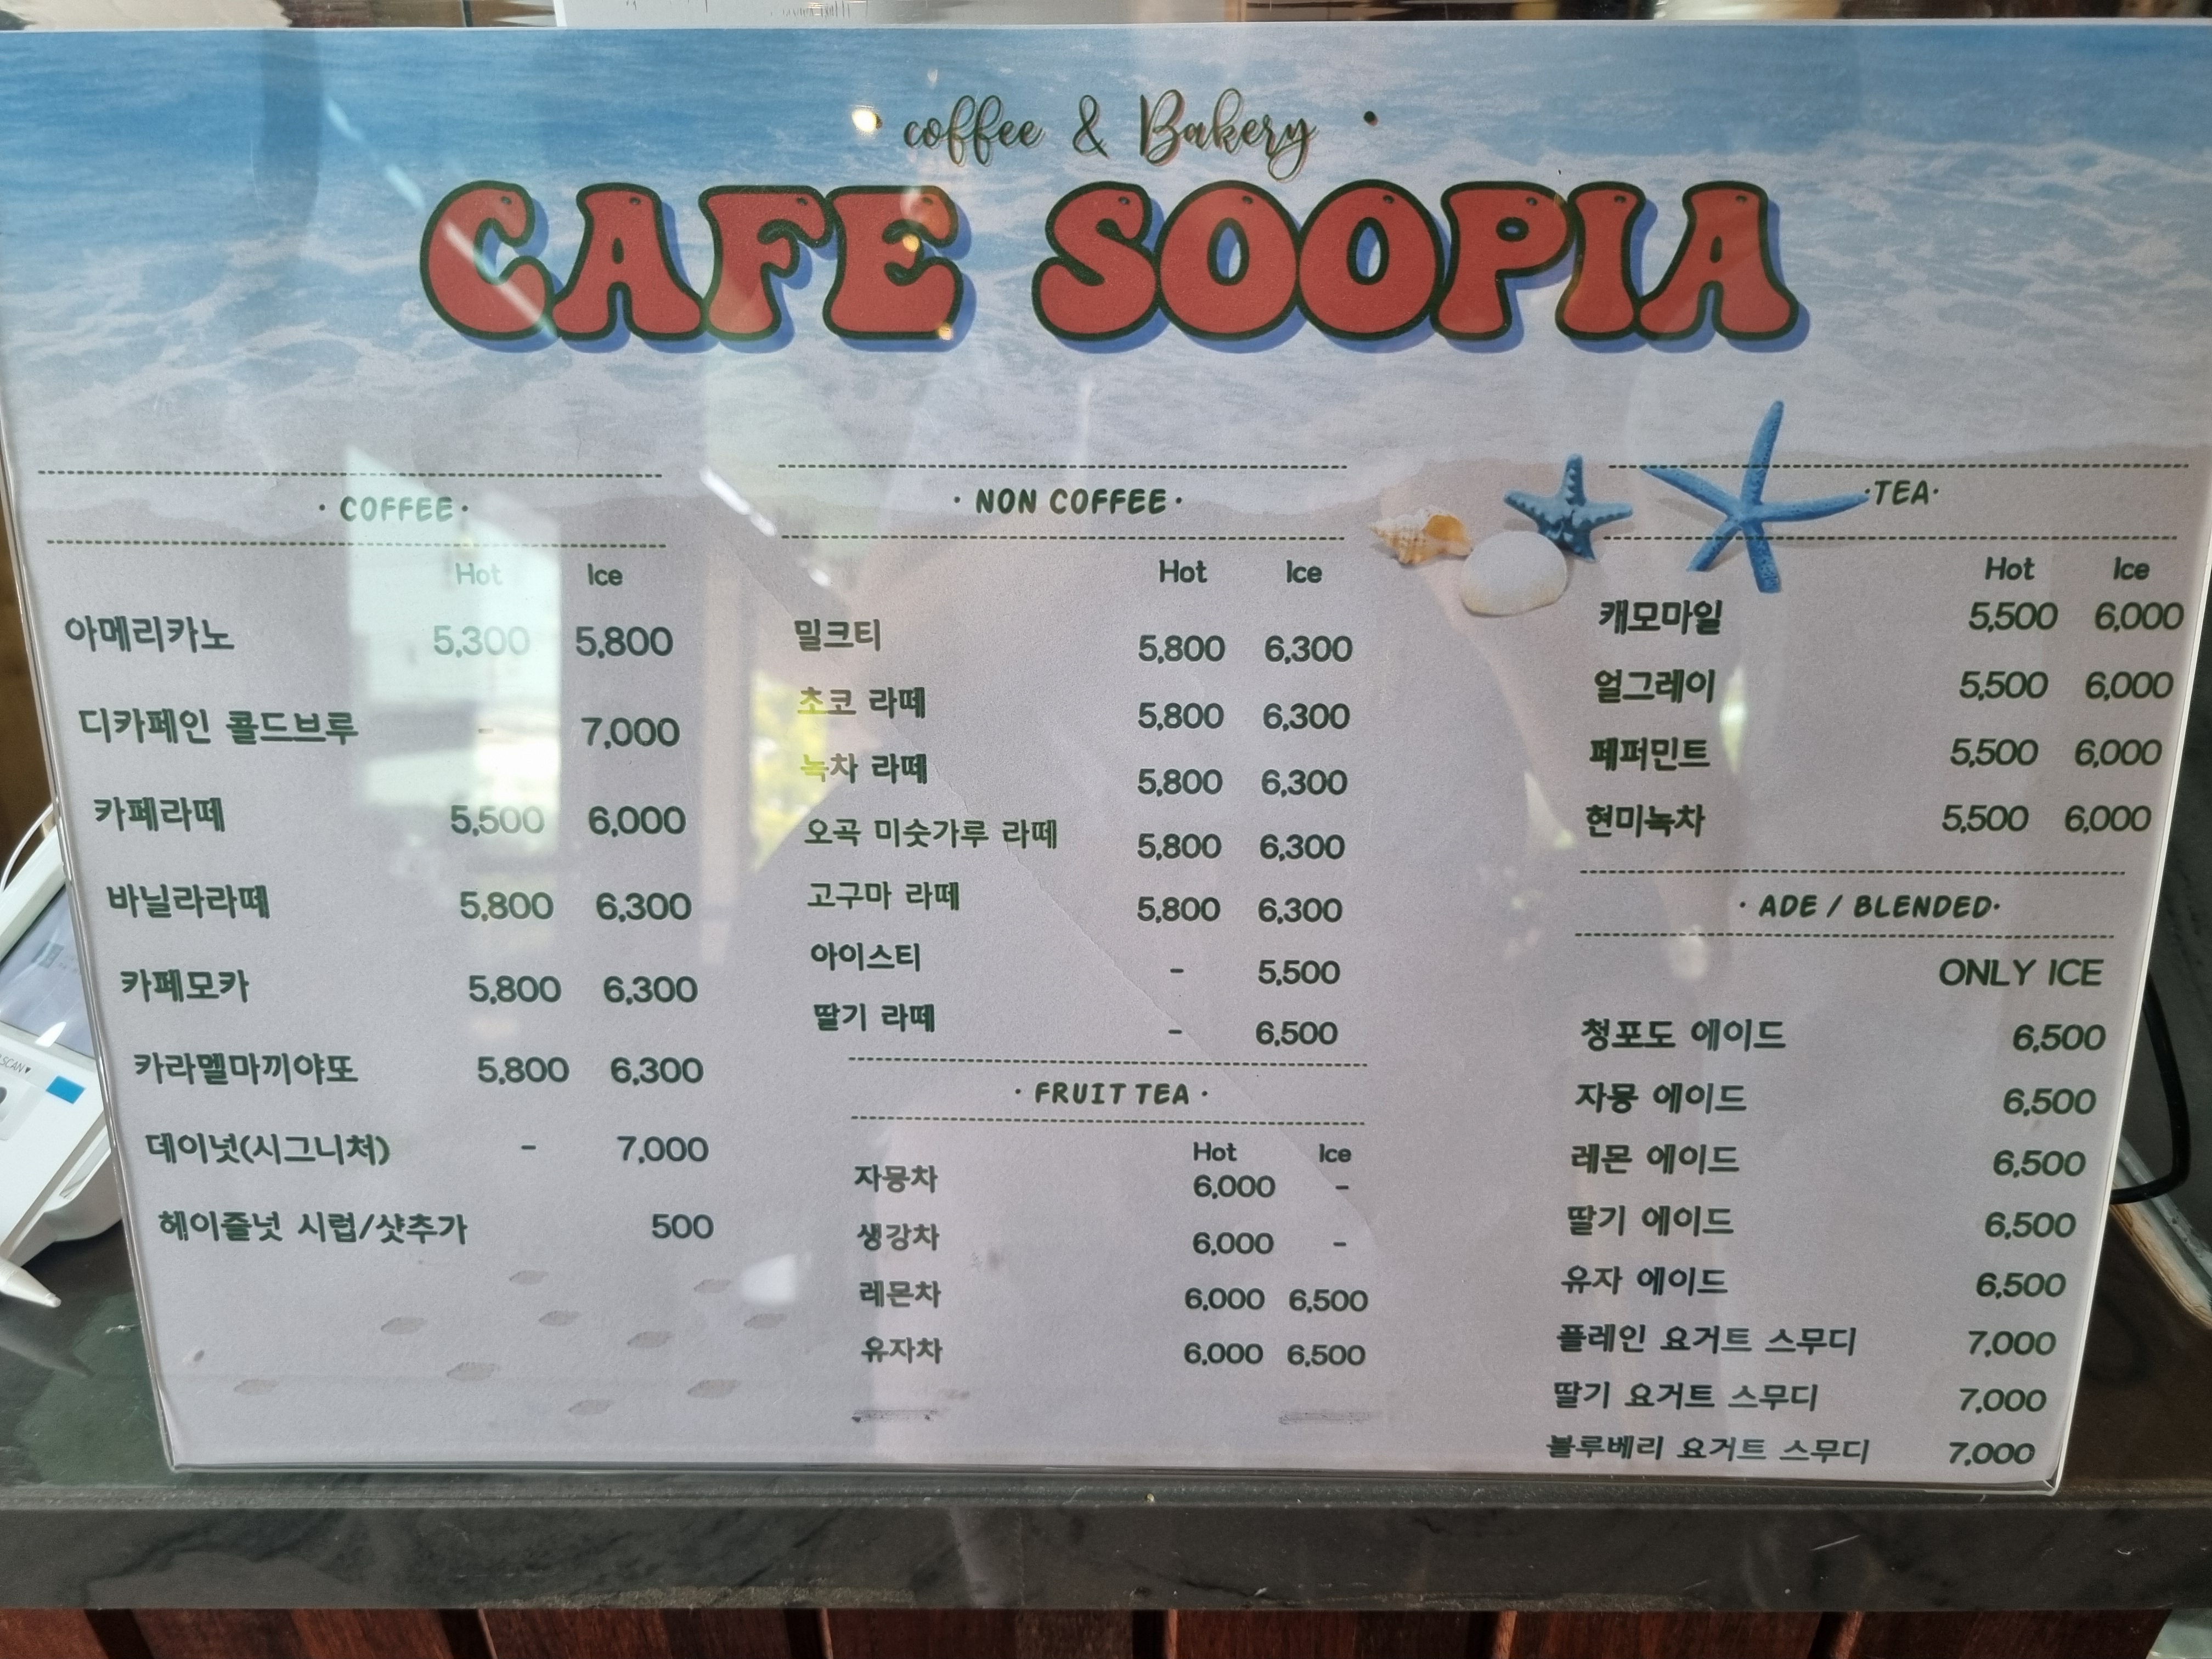 • coffee & Bakery •
CAFE SOOPIA
· COFFEE ·
Hot Ice
아메리카노 5,300 5,800
디카페인 콜드브루 - 7,000
카페라떼 5,500 6,000
바닐라라떼 5,800 6,300
카페모카 5,800 6,300
카라멜마끼야또 5,800 6,300
데이넛(시그니처) - 7,000
헤이즐넛 시럽/샷추가 500
· NON COFFEE ·
Hot Ice
밀크티 5,800 6,300
초코 라떼 5,800 6,300
녹차 라떼 5,800 6,300
오곡 미숫가루 라떼 5,800 6,300
고구마 라떼 5,800 6,300
아이스티 - 5,500
딸기 라떼 - 6,500
· FRUIT TEA ·
Hot Ice
자몽차 6,000 -
생강차 6,000 -
레몬차 6,000 6,500
유자차 6,000 6,500
·TEA·
Hot Ice
캐모마일 5,500 6,000
얼그레이 5,500 6,000
페퍼민트 5,500 6,000
현미녹차 5,500 6,000
· ADE / BLENDED·
ONLY ICE
청포도 에이드 6,500
자몽 에이드 6,500
레몬 에이드 6,500
딸기 에이드 6,500
유자 에이드 6,500
플레인 요거트 스무디 7,000
딸기 요거트 스무디 7,000
블루베리 요거트 스무디 7,000